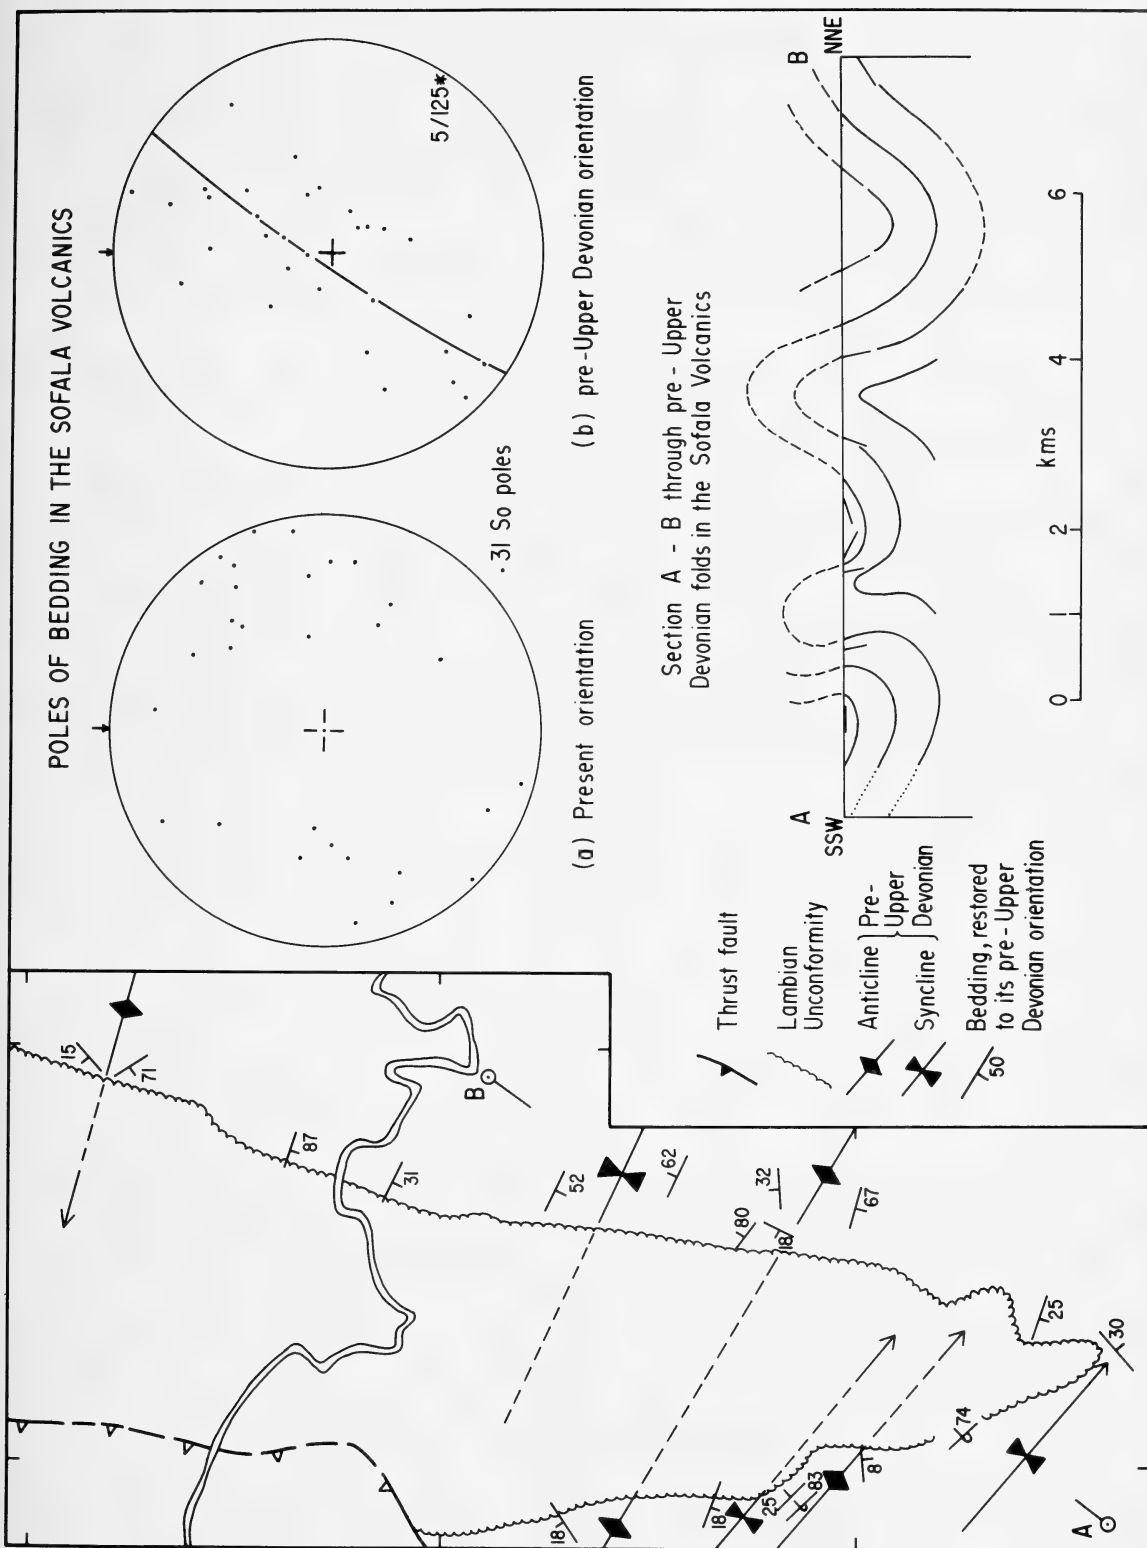 POLES OF BEDDING IN THE SOFALA VOLCANICS
5/125*
. 31 So poles
(a) Present orientation
(b) pre-Upper Devonian orientation
Section A - B through pre-Upper
Devonian folds in the Sofala Volcanics
A
SSW
B
NNE
0
1
2
4
6
kms
Thrust fault
Lambian
Unconformity
Anticline
Syncline
Pre-
Upper
Devonian
50
Bedding, restored
to its pre-Upper
Devonian orientation
15
71
87
31
B
52
62
32
80
18
67
25
30
74
8
83
25
18
18
A